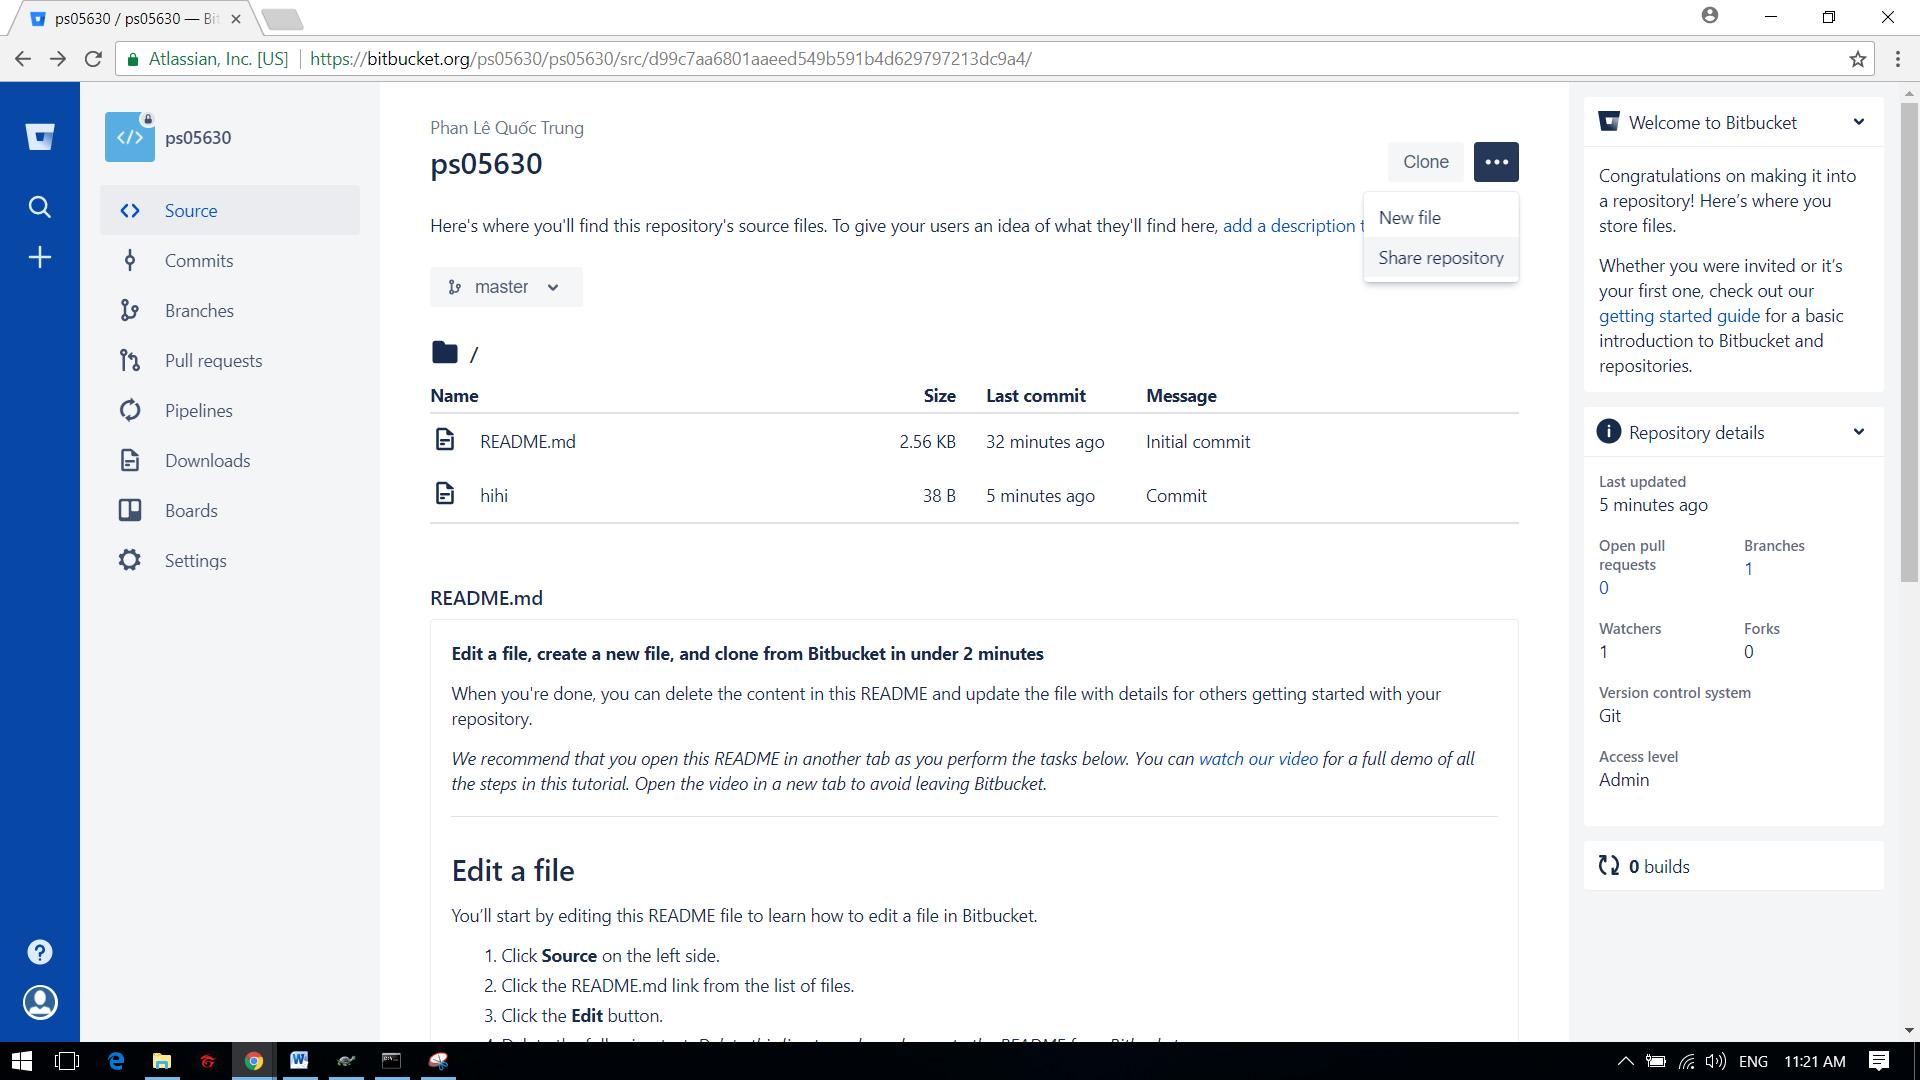 ps05630 / ps05630 — Bit
Atlassian, Inc. [US]
https://bitbucket.org/ps05630/ps05630/src/d99c7aa6801aaeed549b591b4d629797213dc9a4/
ps05630
Source
Commits
Branches
Pull requests
Pipelines
Downloads
Boards
Settings
Phan Lê Quốc Trung
ps05630
Clone
New file
Share repository
Here's where you'll find this repository's source files. To give your users an idea of what they'll find here, add a description t
master
/
Name Size Last commit Message
README.md 2.56 KB 32 minutes ago Initial commit
hihi 38 B 5 minutes ago Commit
README.md
Edit a file, create a new file, and clone from Bitbucket in under 2 minutes
When you're done, you can delete the content in this README and update the file with details for others getting started with your
repository.
We recommend that you open this README in another tab as you perform the tasks below. You can watch our video for a full demo of all
the steps in this tutorial. Open the video in a new tab to avoid leaving Bitbucket.
Edit a file
You’ll start by editing this README file to learn how to edit a file in Bitbucket.
1. Click Source on the left side.
2. Click the README.md link from the list of files.
3. Click the Edit button.
Welcome to Bitbucket
Congratulations on making it into
a repository! Here’s where you
store files.
Whether you were invited or it’s
your first one, check out our
getting started guide for a basic
introduction to Bitbucket and
repositories.
Repository details
Last updated
5 minutes ago
Open pull
requests
0
Branches
1
Watchers
1
Forks
0
Version control system
Git
Access level
Admin
0 builds
ENG
11:21 AM